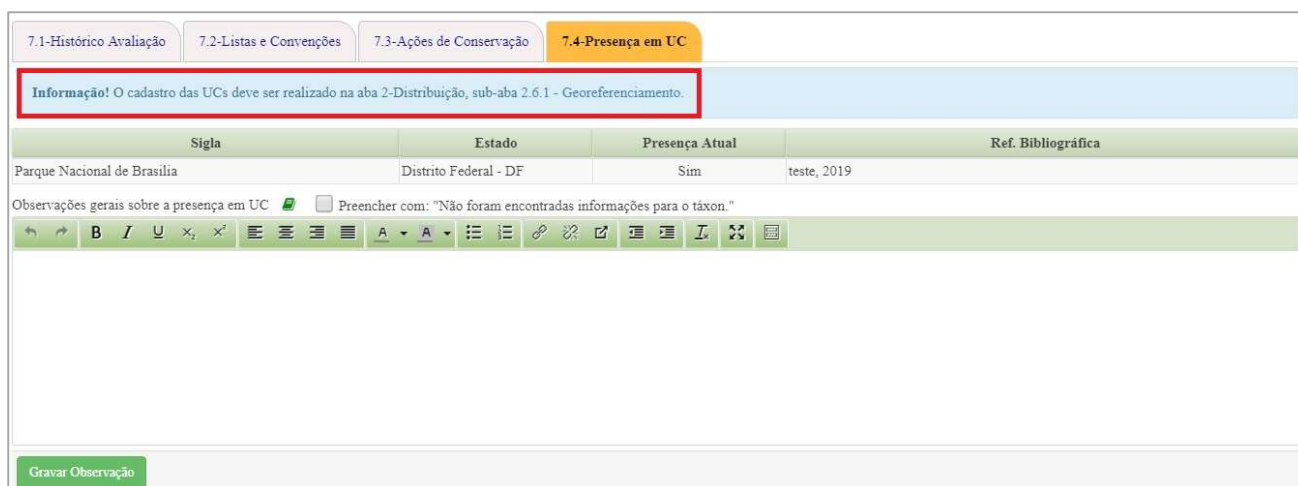 7.1-Histórico Avaliação 7.2-Listas e Convenções 7.3-Ações de Conservação 7.4-Presença em UC
Informação! O cadastro das UCs deve ser realizado na aba 2-Distribuição, sub-aba 2.6.1 - Georeferenciamento.
Sigla Estado Presença Atual Ref. Bibliográfica
Parque Nacional de Brasilia Distrito Federal - DF Sim teste, 2019
Observações gerais sobre a presença em UC Preencher com: "Não foram encontradas informações para o táxon."
Gravar Observação